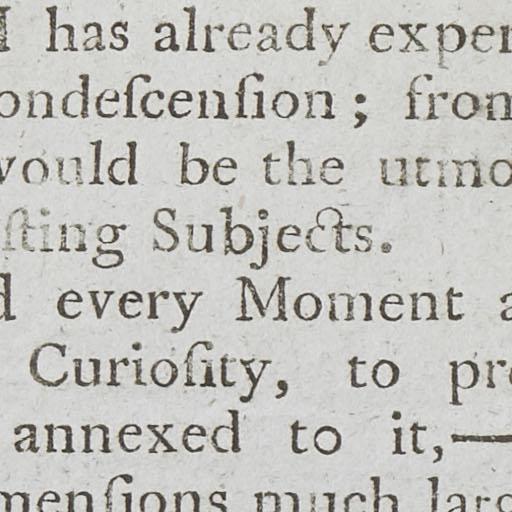 has already exper
ondeſcenſion; from
would be the utmo
ſting Subjects.
d every Moment a
Curioſity, to pre
annexed to it,—
menſions much larg